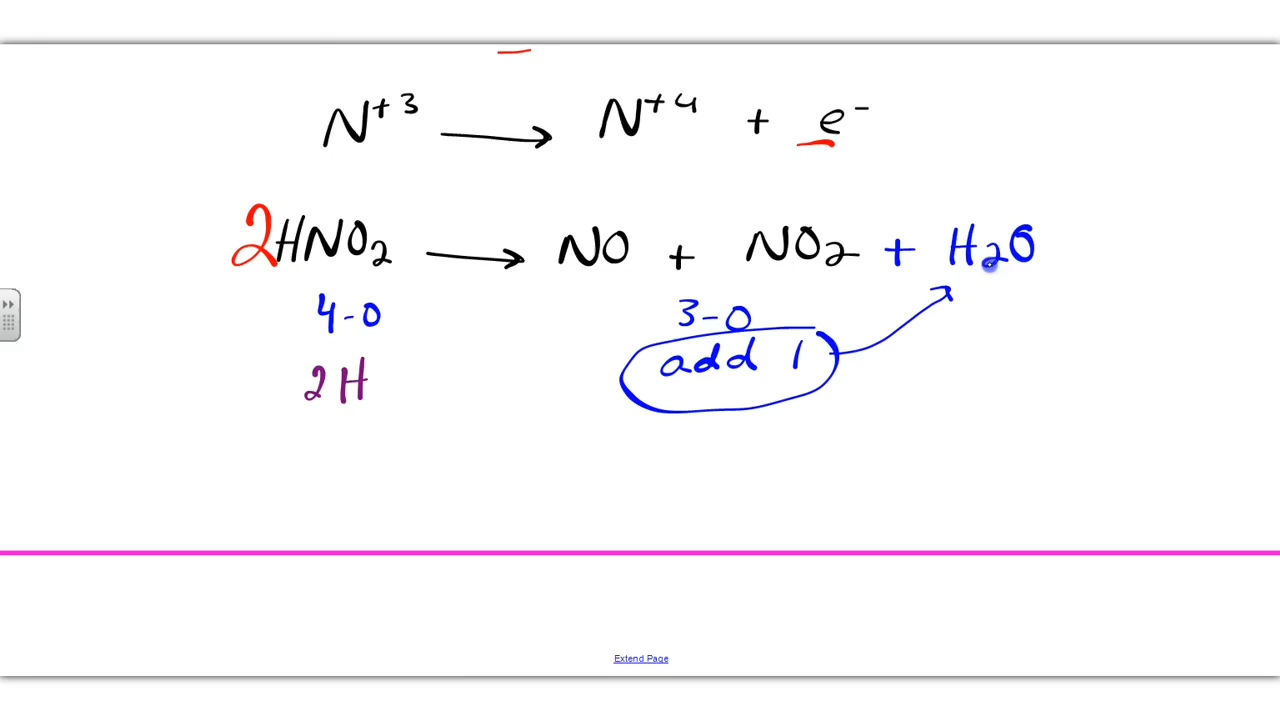 N+3 → N+4 + e-
2HNO2 → NO + NO2 + H2O
4-O 3-O
add 1
2H
Extend Page